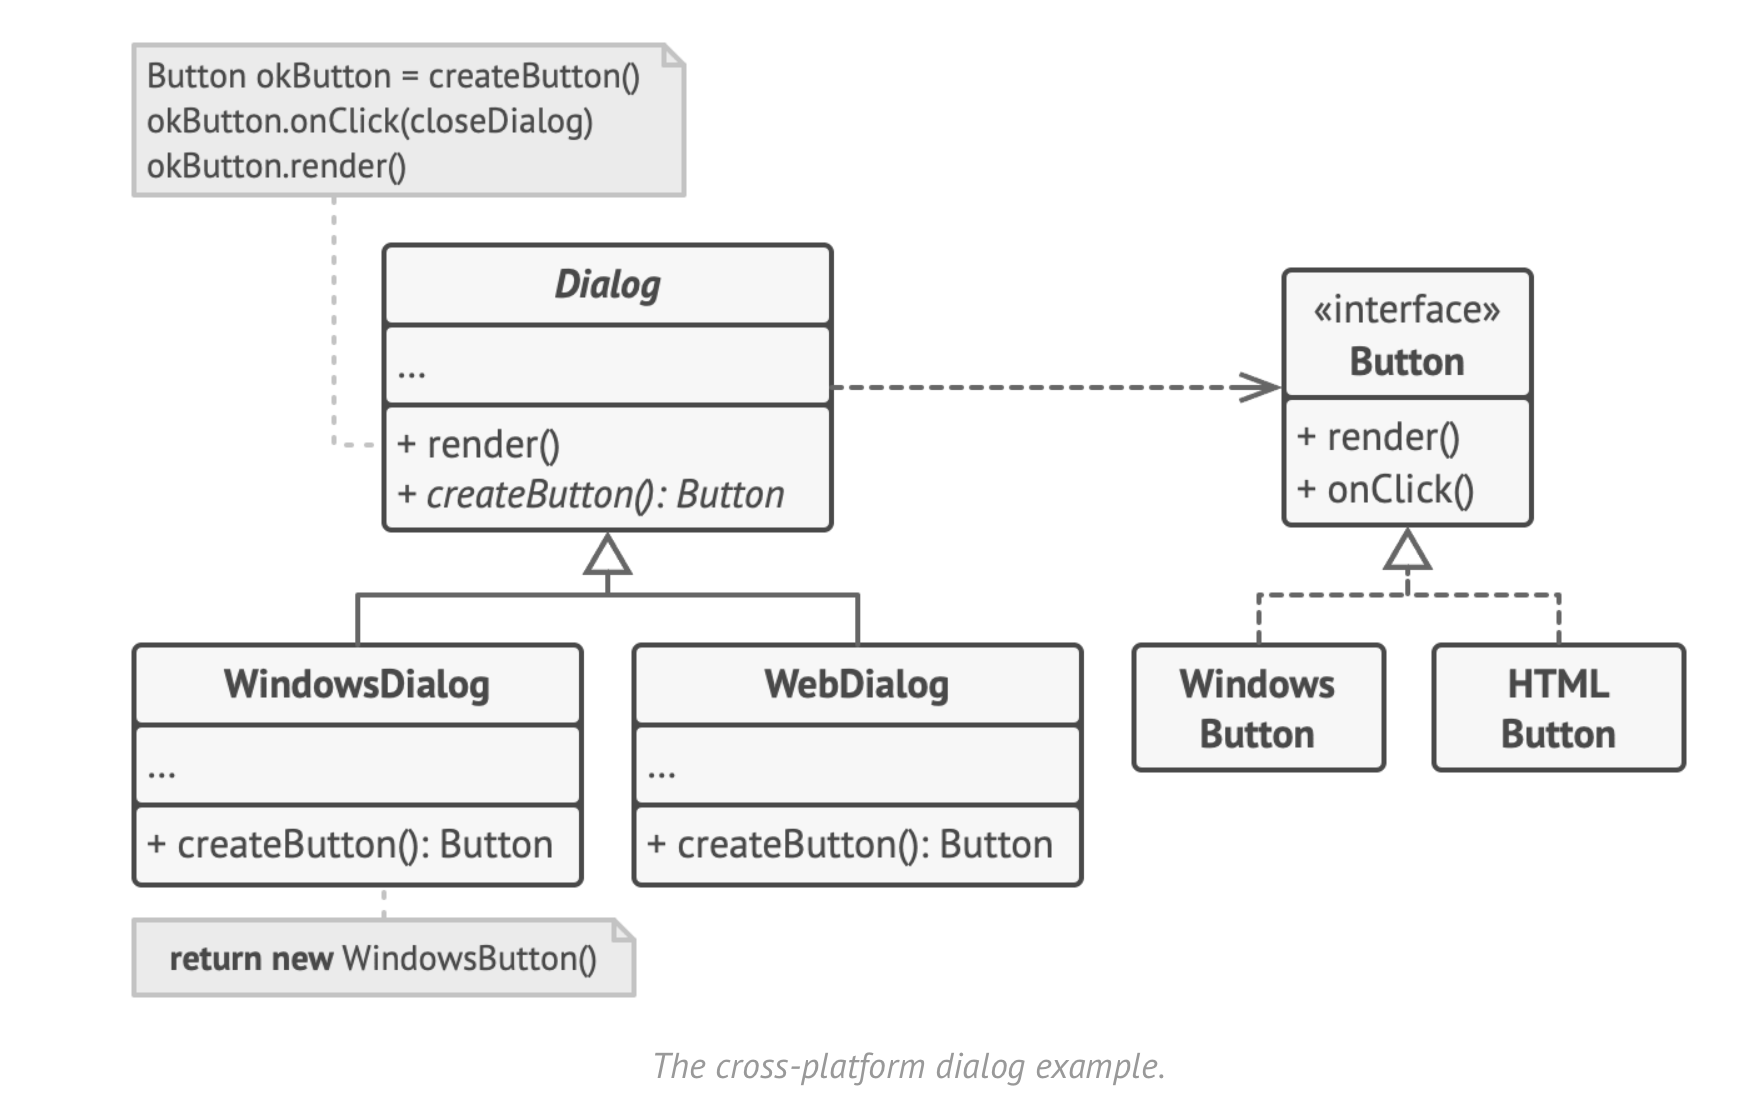 Button okButton = createButton()
okButton.onClick(closeDialog)
okButton.render()
Dialog
...
+ render()
+ createButton(): Button
«interface»
Button
+ render()
+ onClick()
WindowsDialog
...
+ createButton(): Button
WebDialog
...
+ createButton(): Button
Windows
Button
HTML
Button
return new WindowsButton()
The cross-platform dialog example.